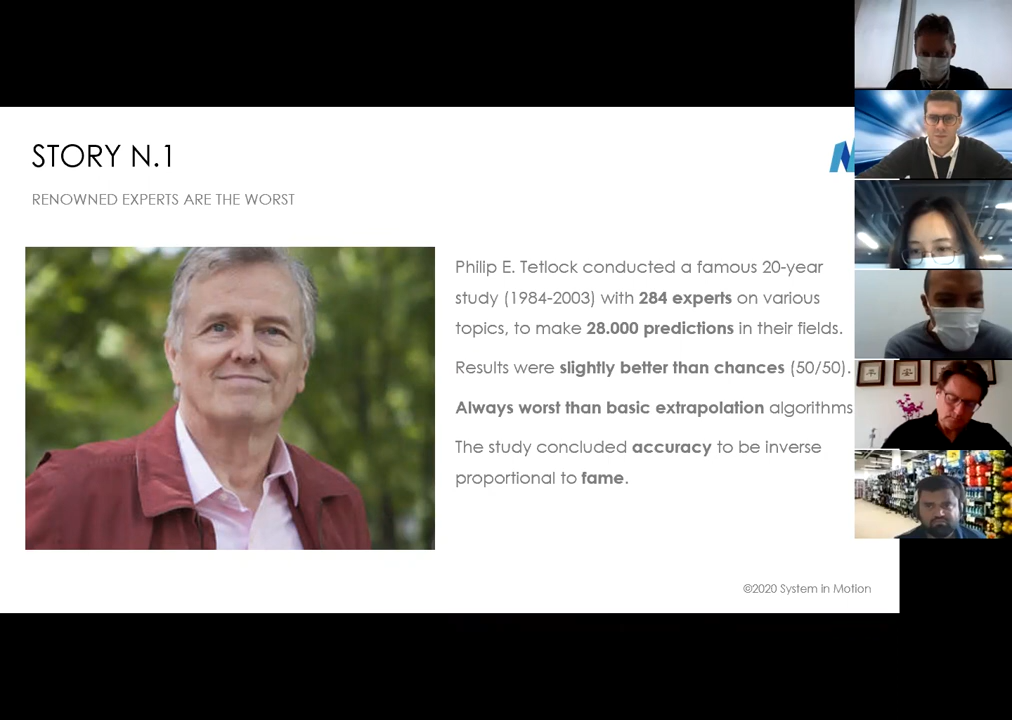 STORY N.1
RENOWNED EXPERTS ARE THE WORST
Philip E. Tetlock conducted a famous 20-year
study (1984-2003) with 284 experts on various
topics, to make 28.000 predictions in their fields.
Results were slightly better than chances (50/50).
Always worst than basic extrapolation algorithms
The study concluded accuracy to be inverse
proportional to fame.
©2020 System in Motion